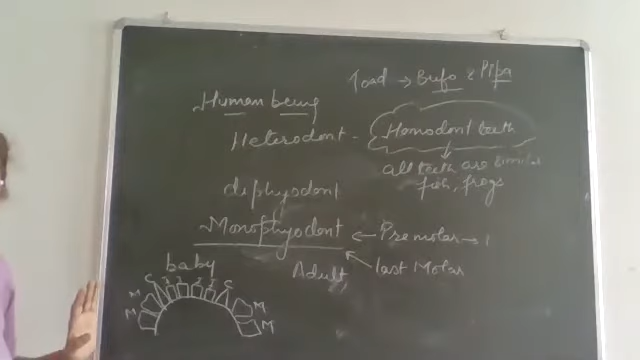 Toad → Bufo & Pipa
Human being
Heterodont - Homodont teeth
all teeth are similar
fish, frogs
diphyodont
Monophyodont ← Premolar → 1
last Molar
baby
Adult
M M C I I I I C M M